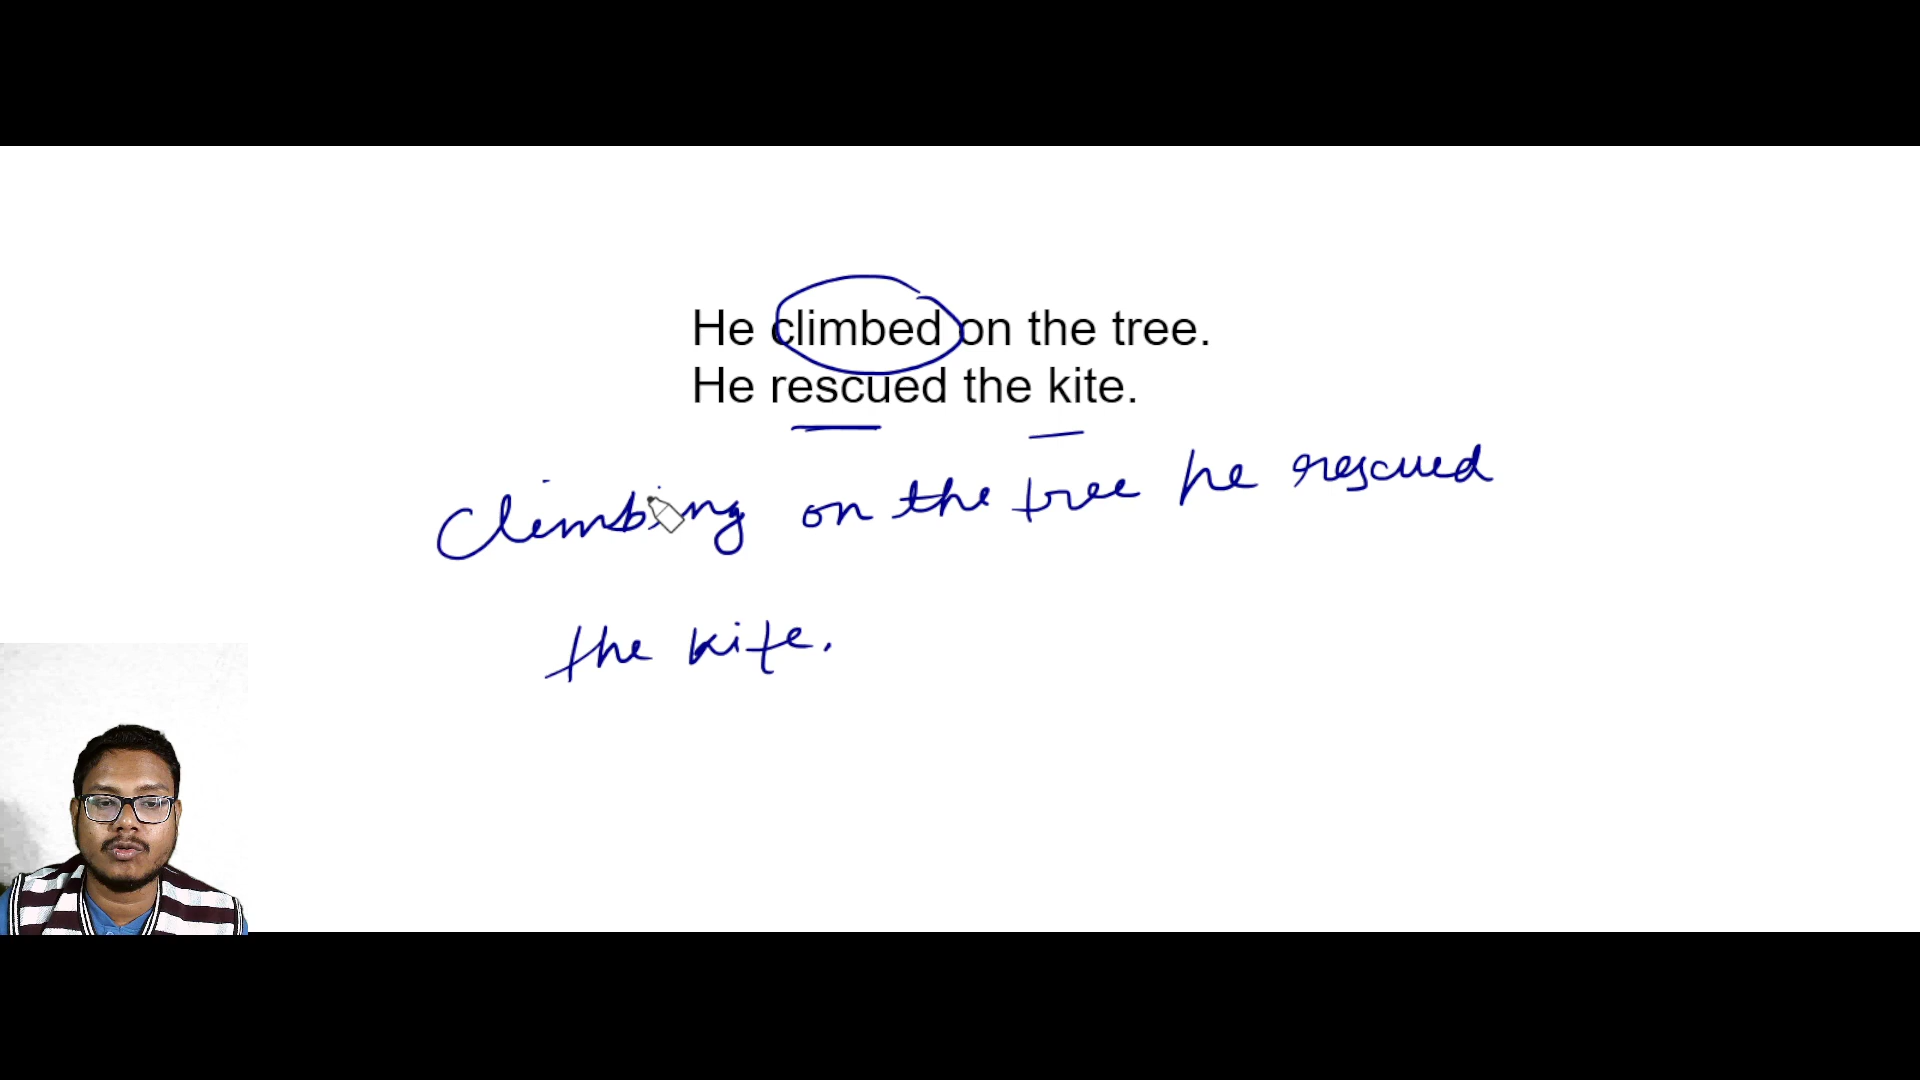 He climbed on the tree.
He rescued the kite.
Climbing on the tree he rescued
the kite.